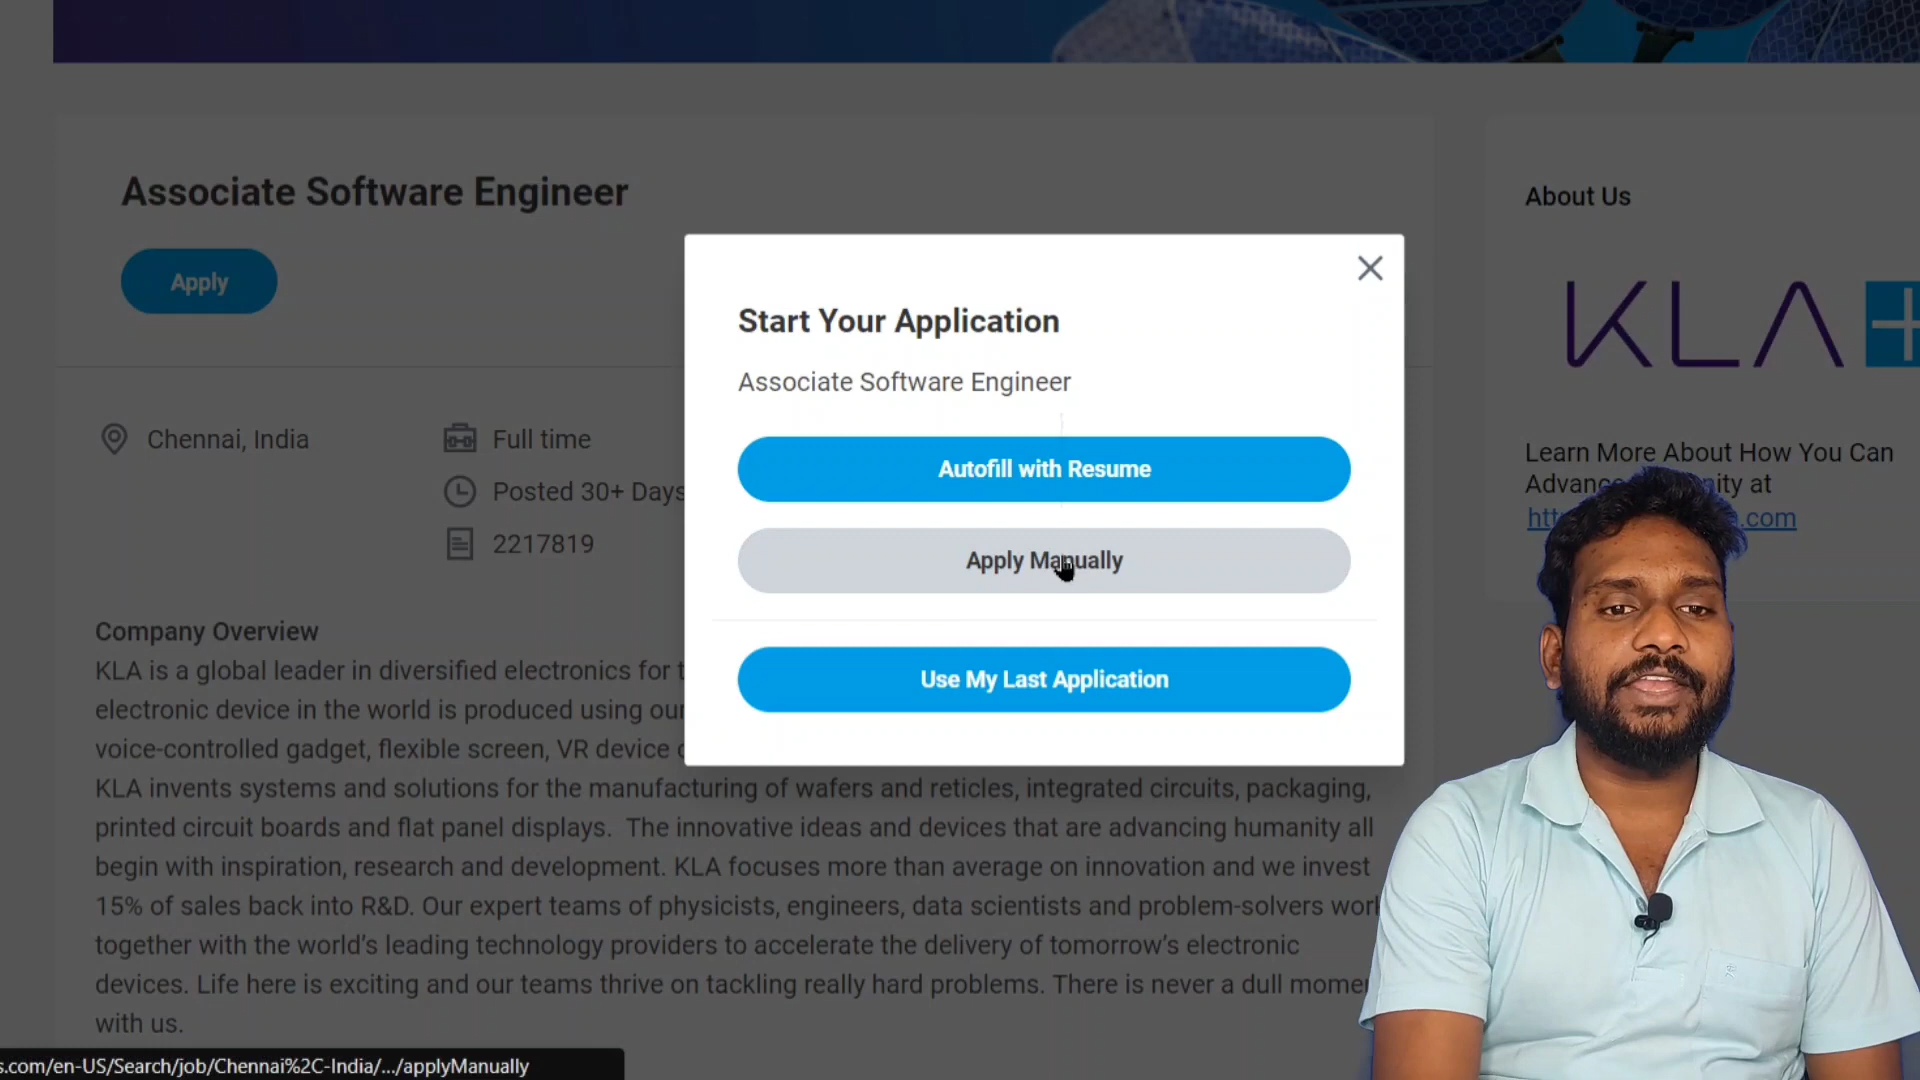 Associate Software Engineer
Apply
Chennai, India
Full time
Posted 30+ Days
2217819
Start Your Application
Associate Software Engineer
Autofill with Resume
Apply Manually
Use My Last Application
About Us
KLA
Learn More About How You Can
ity at
.com
Company Overview
KLA is a global leader in diversified electronics for
electronic device in the world is produced using our
voice-controlled gadget, flexible screen, VR device
KLA invents systems and solutions for the manufacturing of wafers and reticles, integrated circuits, packaging,
printed circuit boards and flat panel displays. The innovative ideas and devices that are advancing humanity all
begin with inspiration, research and development. KLA focuses more than average on innovation and we invest
15% of sales back into R&D. Our expert teams of physicists, engineers, data scientists and problem-solvers work
together with the world's leading technology providers to accelerate the delivery of tomorrow's electronic
devices. Life here is exciting and our teams thrive on tackling really hard problems. There is never a dull
with us.
s.com/en-US/Search/job/Chennai%2C-India/.../applyManually